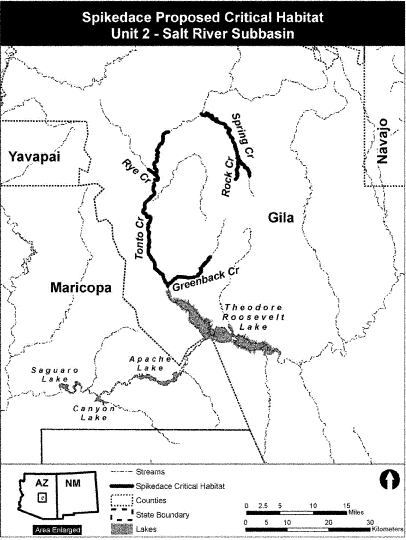 Spikedace Proposed Critical Habitat
Unit 2 - Salt River Subbasin
Yavapai
Navajo
Spring Cr
Rye Cr
Rock Cr
Gila
Tonto Cr
Greenback Cr
Maricopa
Theodore
Roosevelt
Lake
Apache
Lake
Saguaro
Lake
Canyon
Lake
AZ
NM
Area Enlarged
Streams
Spikedace Critical Habitat
Counties
State Boundary
Lakes
0 2.5 5 10 15
Miles
0 5 10 20 30
Kilometers